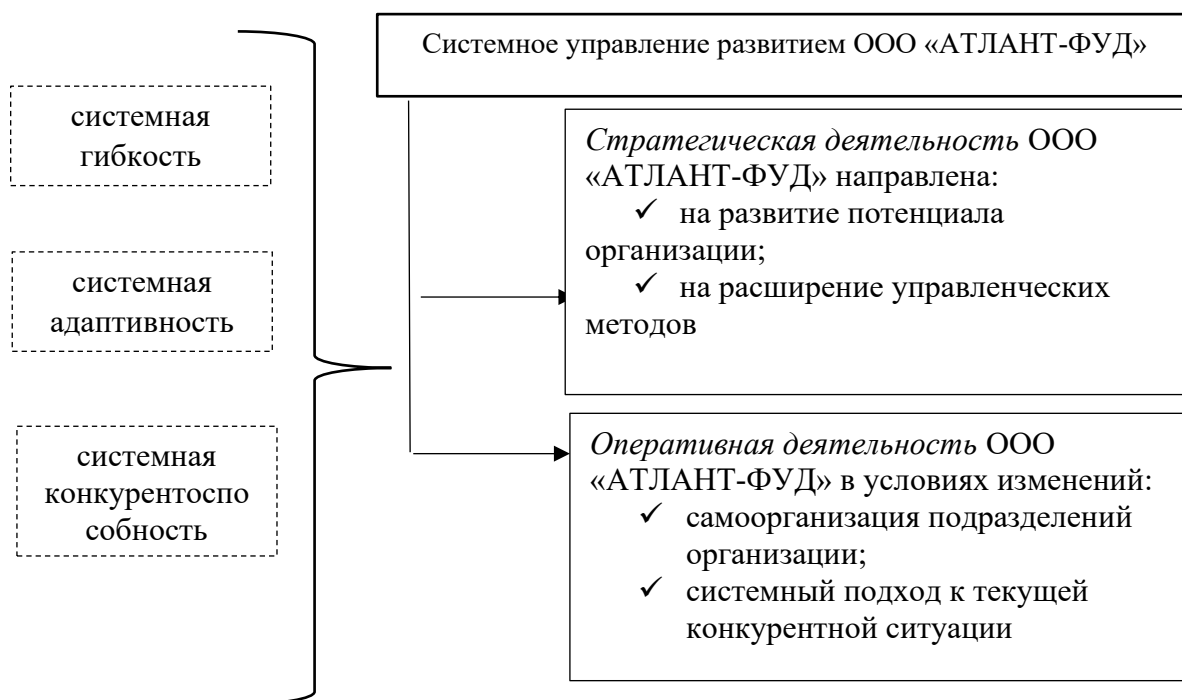 Системное управление развитием ООО «АТЛАНТ-ФУД»
системная
гибкость
системная
адаптивность
системная
конкурентоспо
собность
Стратегическая деятельность ООО
«АТЛАНТ-ФУД» направлена:
✓ на развитие потенциала
организации;
✓ на расширение управленческих
методов
Оперативная деятельность ООО
«АТЛАНТ-ФУД» в условиях изменений:
✓ самоорганизация подразделений
организации;
✓ системный подход к текущей
конкурентной ситуации